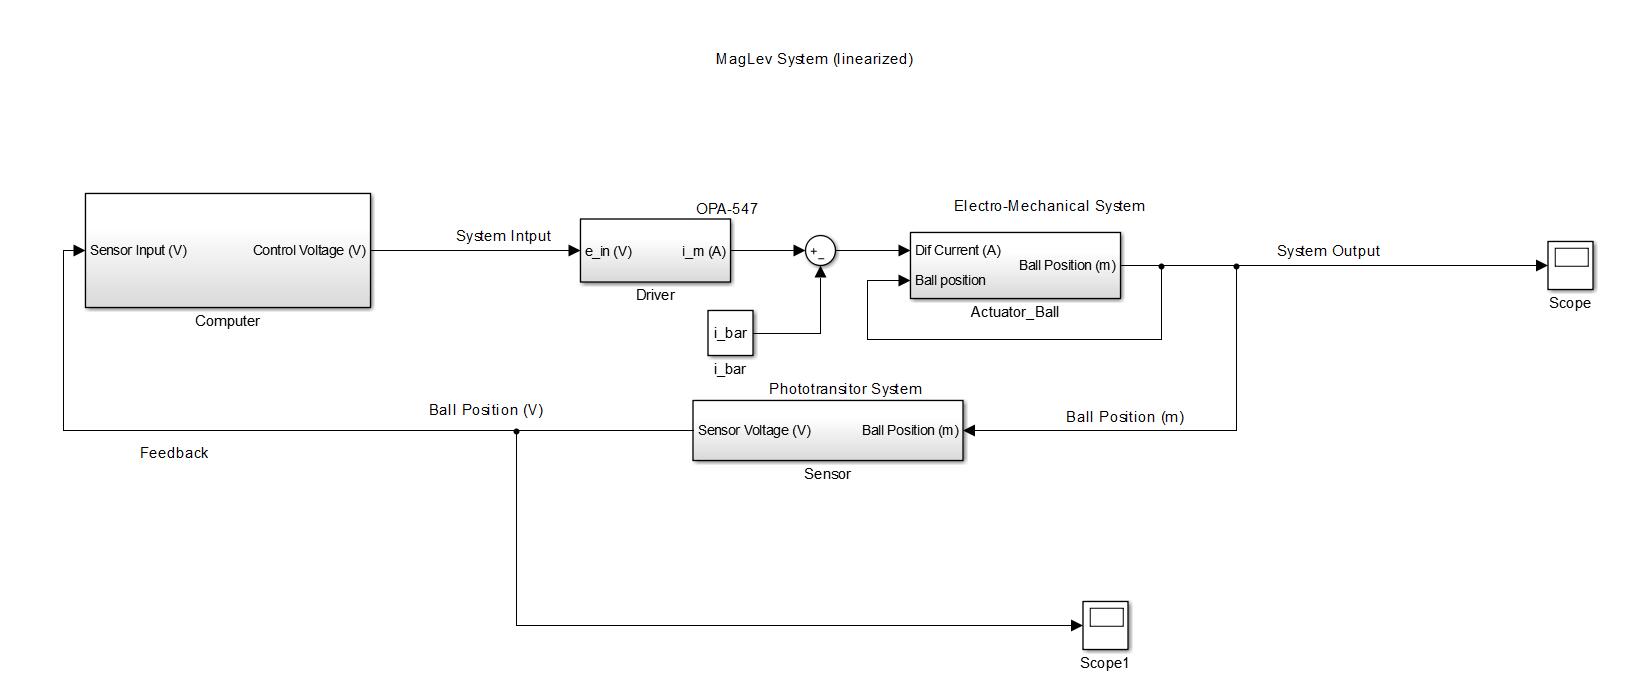 MagLev System (linearized)
OPA-547
Electro-Mechanical System
System Intput
System Output
Sensor Input (V)
Control Voltage (V)
Computer
e_in (V)
i_m (A)
Driver
+
−
Dif Current (A)
Ball position
Ball Position (m)
Actuator_Ball
Scope
i_bar
i_bar
Phototransitor System
Ball Position (V)
Sensor Voltage (V)
Ball Position (m)
Sensor
Ball Position (m)
Feedback
Scope1